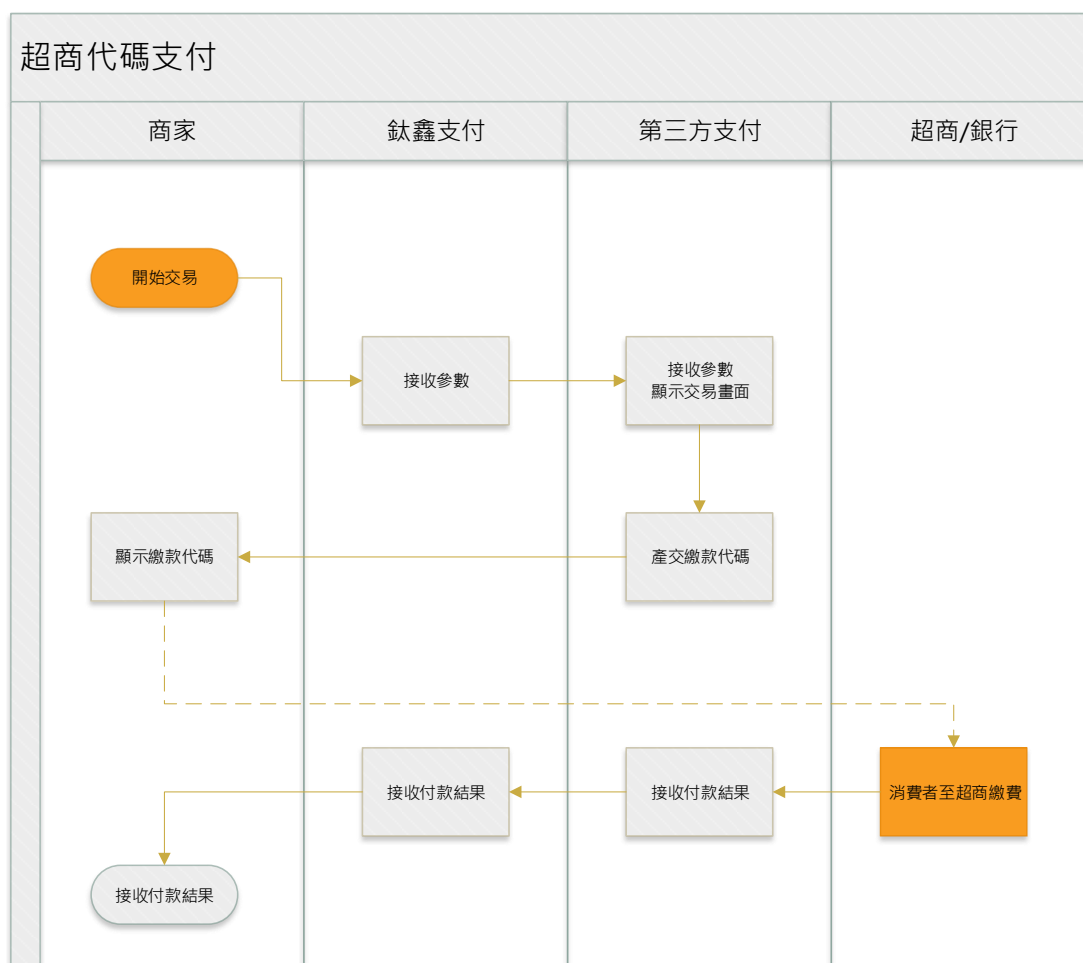 超商代碼支付
商家
鈦鑫支付
第三方支付
超商/銀行
開始交易
接收參數
接收參數
顯示交易畫面
顯示繳款代碼
產交繳款代碼
接收付款結果
接收付款結果
消費者至超商繳費
接收付款結果